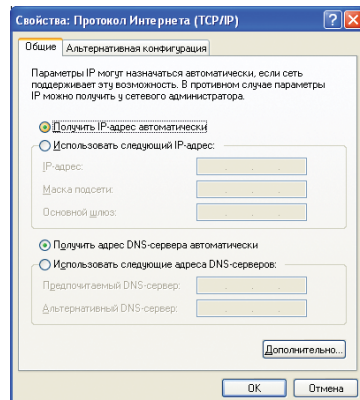 Свойства: Протокол Интернета (TCP/IP)
Общие
Альтернативная конфигурация
Параметры IP могут назначаться автоматически, если сеть
поддерживает эту возможность. В противном случае параметры
IP можно получить у сетевого администратора.
Получить IP-адрес автоматически
Использовать следующий IP-адрес:
IP-адрес:
Маска подсети:
Основной шлюз:
Получить адрес DNS-сервера автоматически
Использовать следующие адреса DNS-серверов:
Предпочитаемый DNS-сервер:
Альтернативный DNS-сервер:
Дополнительно...
OK
Отмена